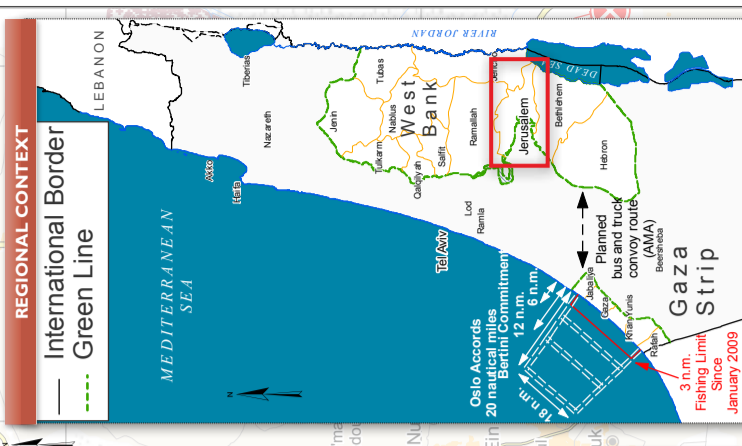 REGIONAL CONTEXT
International Border
Green Line
LEBANON
MEDITERRANEAN
SEA
RIVER JORDAN
Akko
Haifa
Tiberias
Nazareth
Jenin
Tubas
Tulkarm
Nablus
West
Bank
Qalqilyah
Salfit
Tel Aviv
Lod
Ramla
Ramallah
Jericho
Jerusalem
DEAD SE
Bethlehem
Hebron
Oslo Accords
20 nautical miles
Bertini Commitment
12 n.m.
6 n.m.
18 n.m.
Planned
bus and truck
convoy route
(AMA)
Beersheba
Jabaliya
Gaza
Khan Yunis
Rafah
Gaza
Strip
3 n.m.
Fishing Limit
Since
January 2009